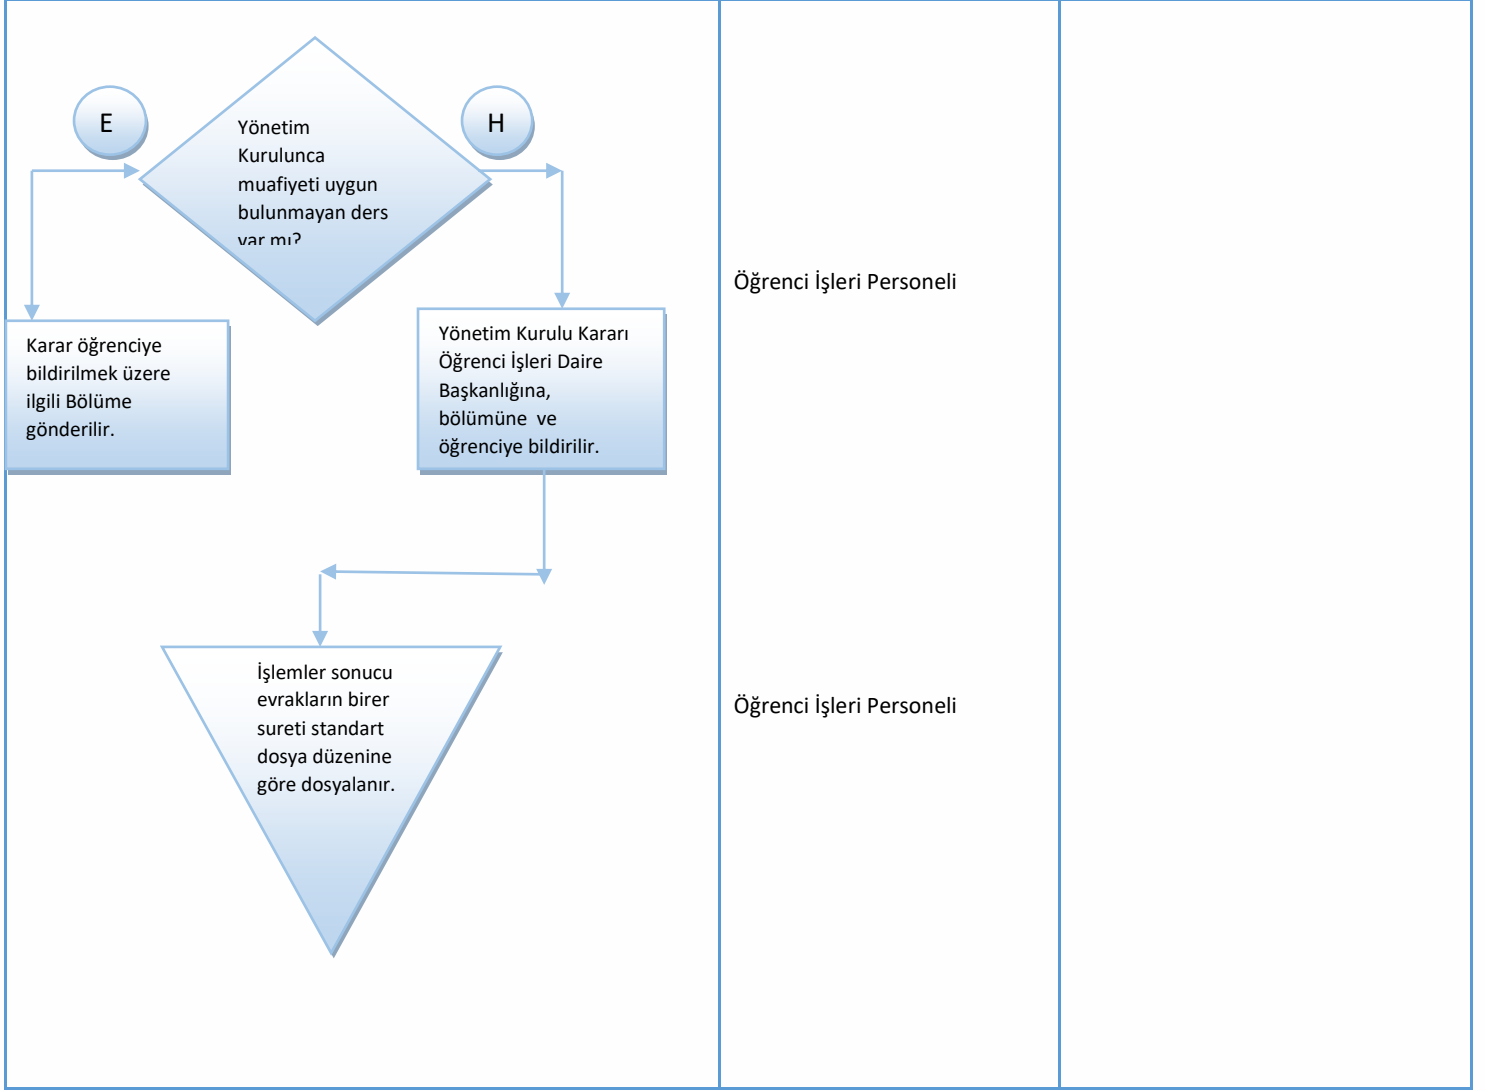 E
H
Yönetim
Kurulunca
muafiyeti uygun
bulunmayan ders
var mı?
Öğrenci İşleri Personeli
Karar öğrenciye
bildirilmek üzere
ilgili Bölüme
gönderilir.
Yönetim Kurulu Kararı
Öğrenci İşleri Daire
Başkanlığına,
bölümüne ve
öğrenciye bildirilir.
İşlemler sonucu
evrakların birer
sureti standart
dosya düzenine
göre dosyalanır.
Öğrenci İşleri Personeli